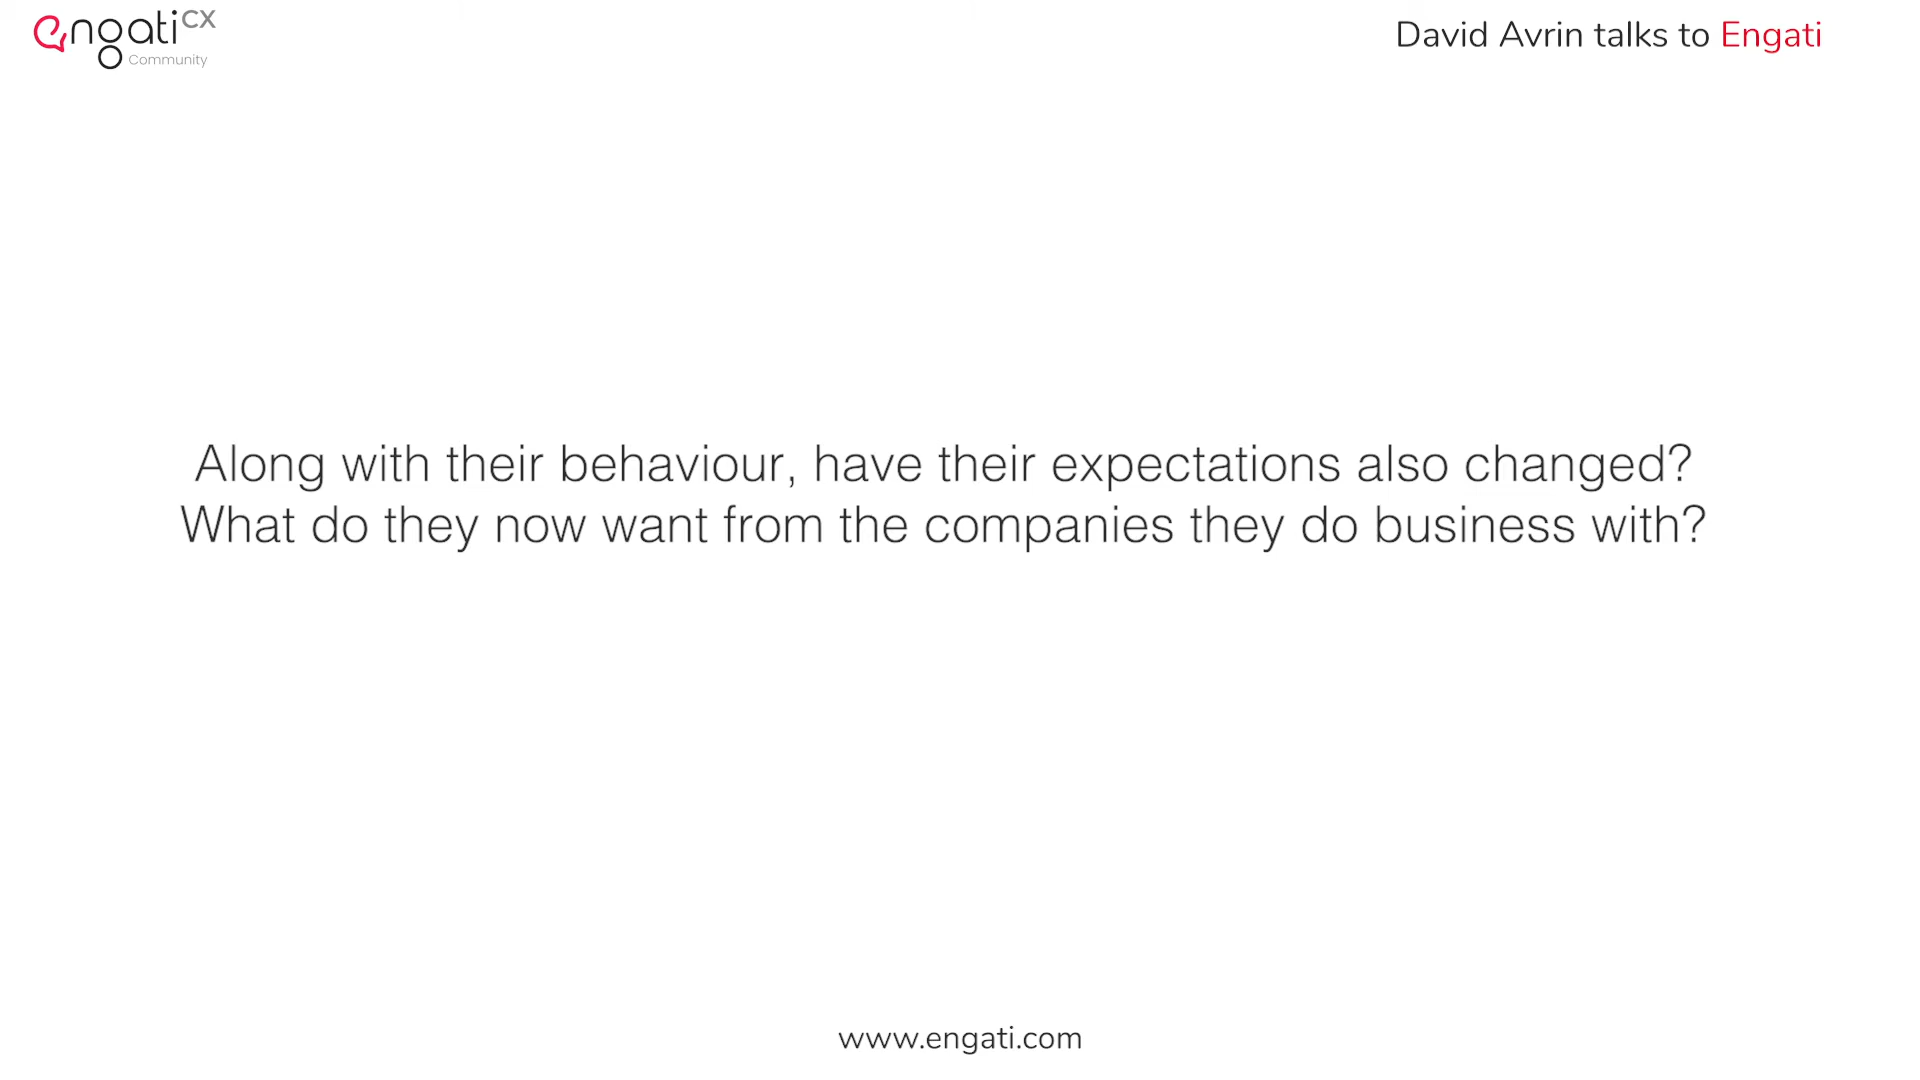 engati CX
Community
David Avrin talks to Engati
Along with their behaviour, have their expectations also changed?
What do they now want from the companies they do business with?
www.engati.com